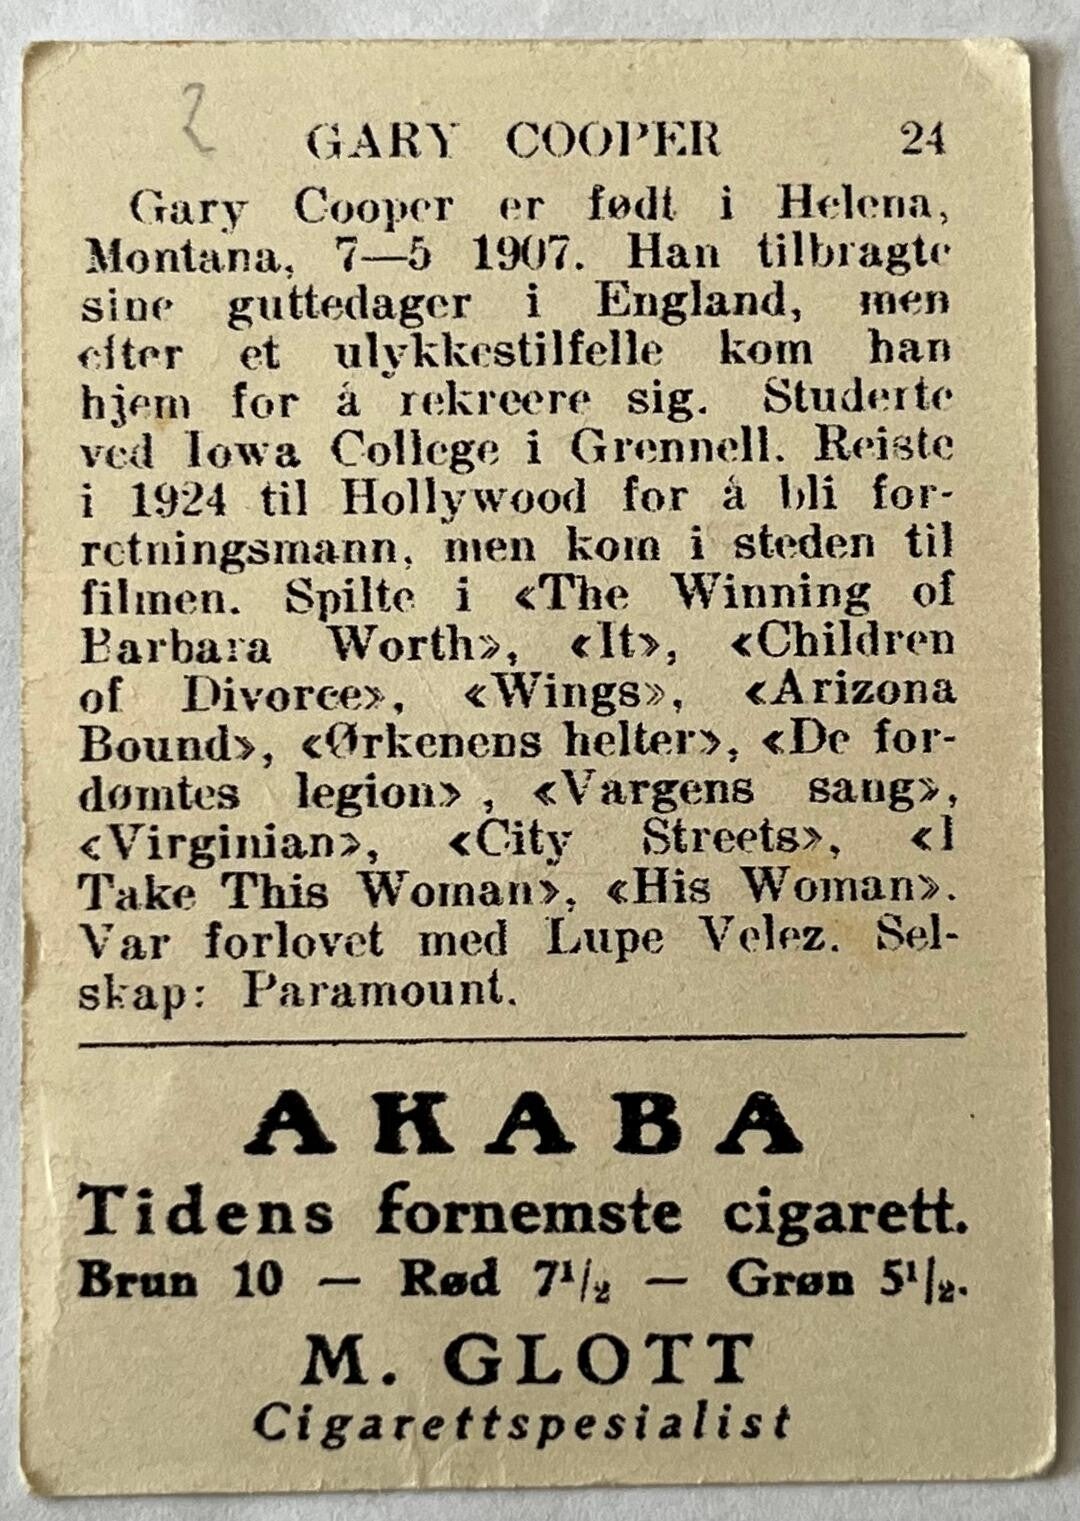 2
GARY COOPER 24
Gary Cooper er født i Helena,
Montana, 7—5 1907. Han tilbragte
sine guttedager i England, men
efter et ulykkestilfelle kom han
hjem for å rekreere sig. Studerte
ved Iowa College i Grennell. Reiste
i 1924 til Hollywood for å bli for-
retningsmann, men kom i steden til
filmen. Spilte i «The Winning of
Barbara Worth», «It», «Children
of Divorce», «Wings», «Arizona
Bound», «Ørkenens helter», «De for-
dømtes legion» , «Vargens sang»,
«Virginian», «City Streets», «I
Take This Woman», «His Woman».
Var forlovet med Lupe Velez. Sel-
skap: Paramount.
AKABA
Tidens fornemste cigarett.
Brun 10 — Rød 7¹/₂ — Grøn 5¹/₂.
M. GLOTT
Cigarettspesialist